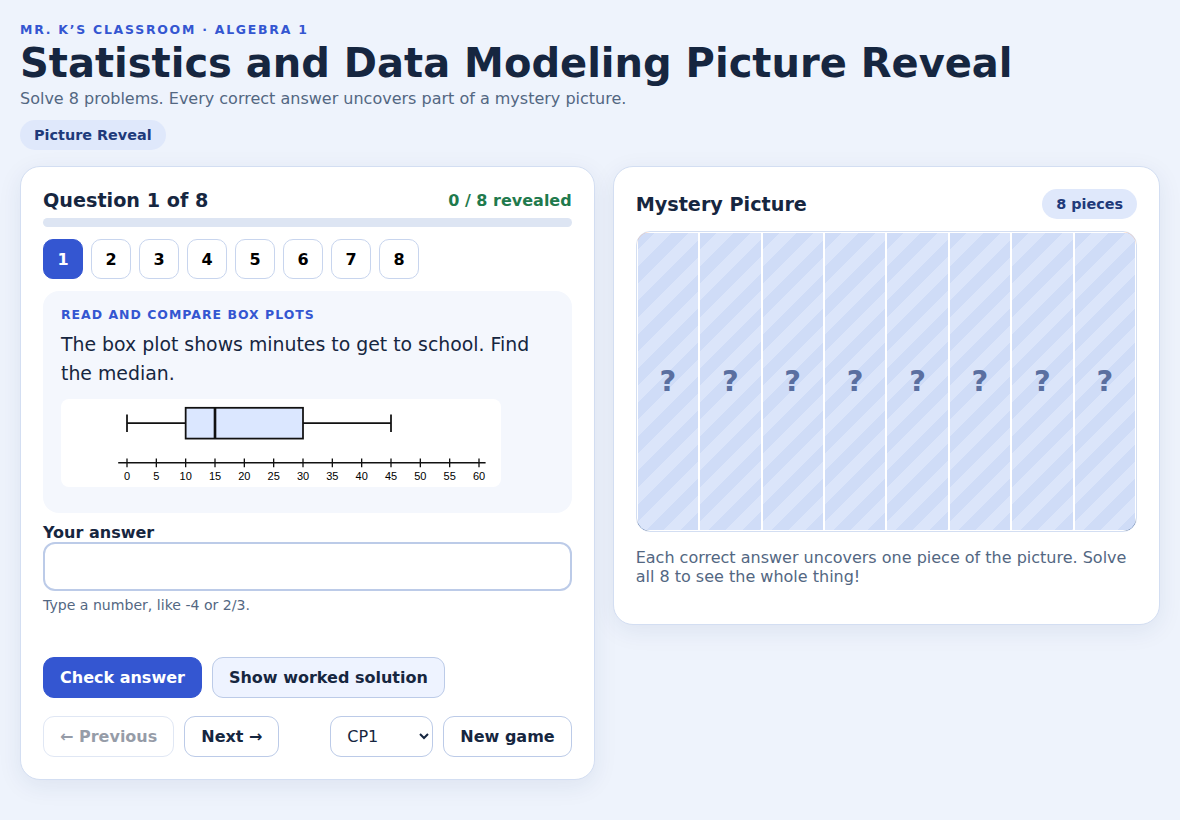 MR. K’S CLASSROOM · ALGEBRA 1
Statistics and Data Modeling Picture Reveal
Solve 8 problems. Every correct answer uncovers part of a mystery picture.
Picture Reveal
Question 1 of 8
0 / 8 revealed
1 2 3 4 5 6 7 8
READ AND COMPARE BOX PLOTS
The box plot shows minutes to get to school. Find
the median.
0 5 10 15 20 25 30 35 40 45 50 55 60
Your answer
Type a number, like -4 or 2/3.
Check answer
Show worked solution
← Previous
Next →
CP1
New game
Mystery Picture
8 pieces
? ? ? ? ? ? ? ?
Each correct answer uncovers one piece of the picture. Solve
all 8 to see the whole thing!